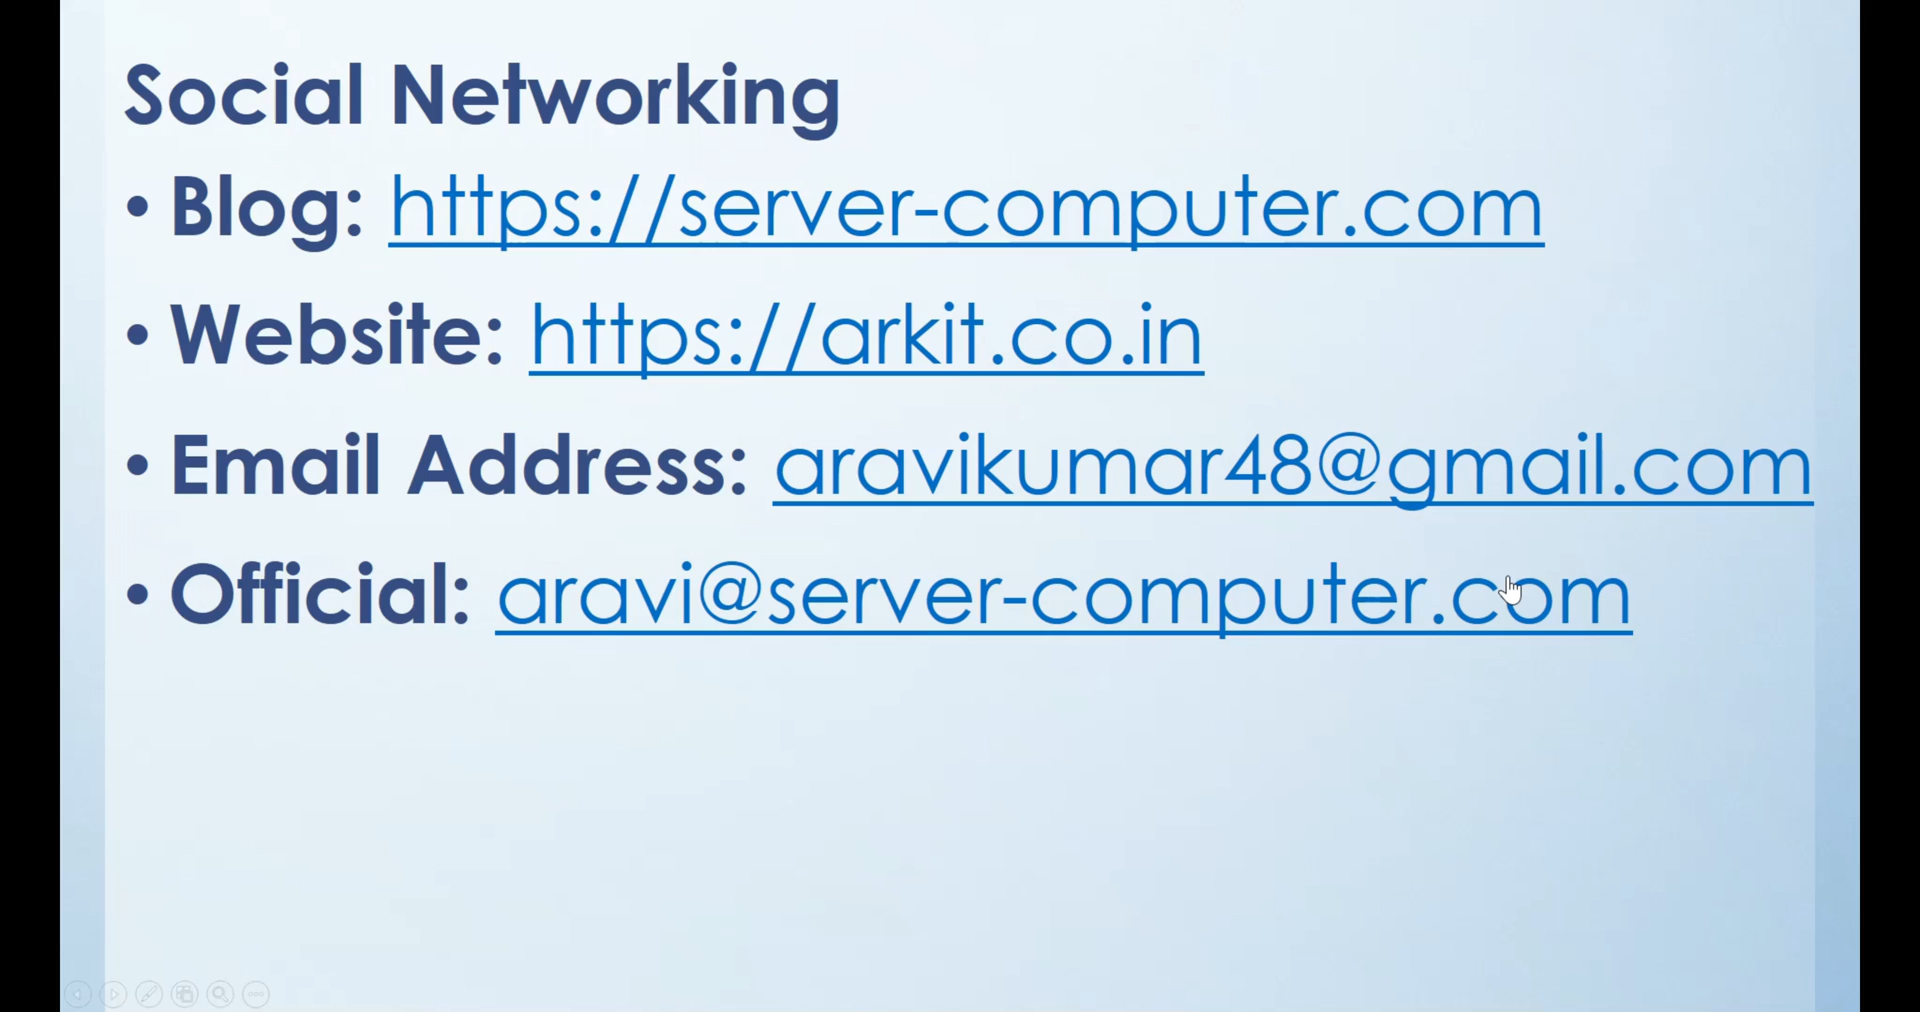 Social Networking
• Blog: https://server-computer.com
• Website: https://arkit.co.in
• Email Address: aravikumar48@gmail.com
• Official: aravi@server-computer.com